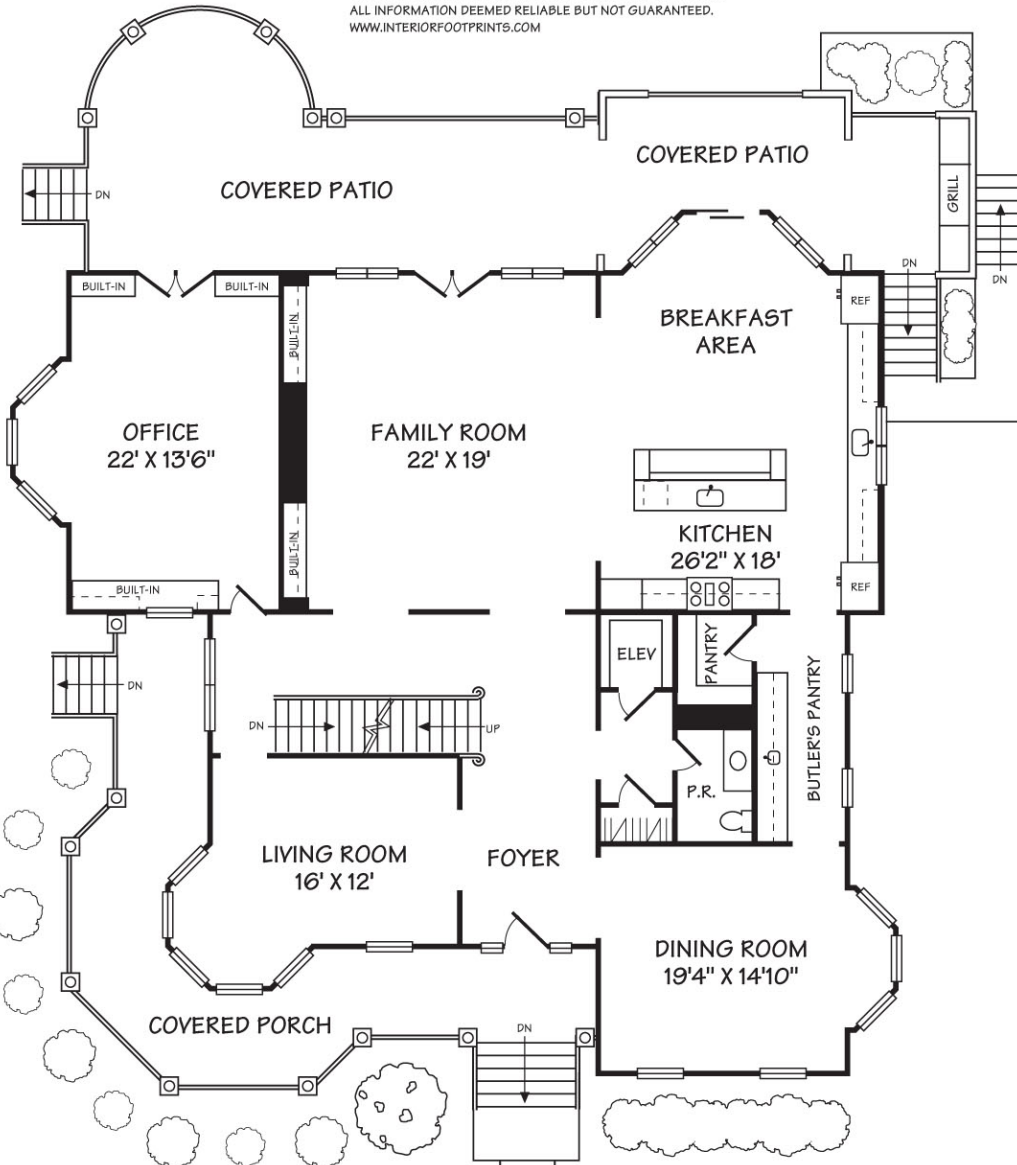 ALL INFORMATION DEEMED RELIABLE BUT NOT GUARANTEED.
WWW.INTERIORFOOTPRINTS.COM
COVERED PATIO
COVERED PATIO
GRILL
DN
DN
DN
BUILT-IN
BUILT-IN
BUILT-IN
REF
BREAKFAST
AREA
OFFICE
22' X 13'6"
FAMILY ROOM
22' X 19'
KITCHEN
26'2" X 18'
BUILT-IN
BUILT-IN
REF
ELEV
PANTRY
BUTLER'S PANTRY
DN
DN
UP
P.R.
LIVING ROOM
16' X 12'
FOYER
DINING ROOM
19'4" X 14'10"
COVERED PORCH
DN